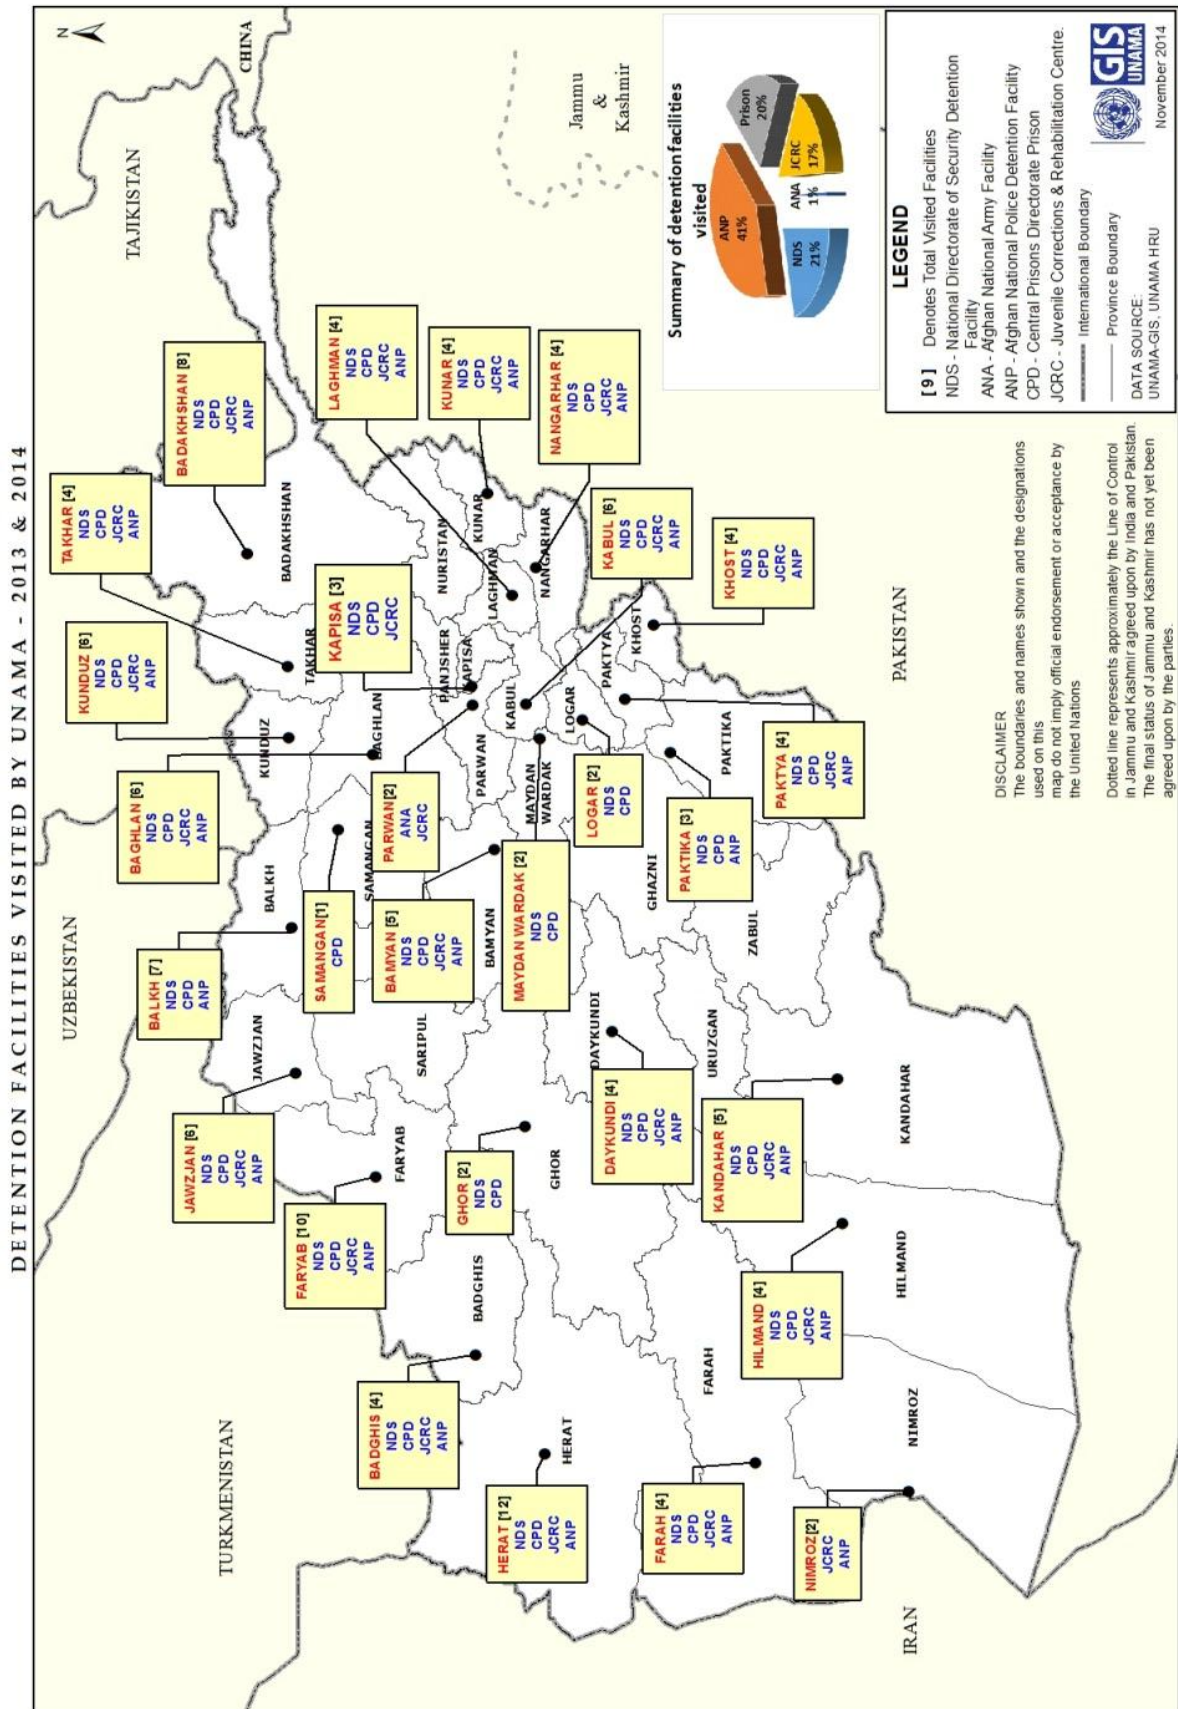 DETENTION FACILITIES VISITED BY UNAMA - 2013 & 2014
N
CHINA
TAJIKISTAN
UZBEKISTAN
TURKMENISTAN
IRAN
PAKISTAN
Jammu
&
Kashmir
HERAT [12]
NDS
CPD
JCRC
ANP
BADGHIS [4]
NDS
CPD
JCRC
ANP
FARYAB [10]
NDS
CPD
JCRC
ANP
JAWZJAN [6]
NDS
CPD
JCRC
ANP
BALKH [7]
NDS
CPD
ANP
BAGHLAN [6]
NDS
CPD
JCRC
ANP
KUNDUZ [6]
NDS
CPD
JCRC
ANP
TAKHAR [4]
NDS
CPD
JCRC
ANP
BADAKHSHAN [8]
NDS
CPD
JCRC
ANP
LAGHMAN [4]
NDS
CPD
JCRC
ANP
KUNAR [4]
NDS
CPD
JCRC
ANP
NANGARHAR [4]
NDS
CPD
JCRC
ANP
KAPISA [3]
NDS
CPD
JCRC
KABUL [6]
NDS
CPD
JCRC
ANP
KHOST [4]
NDS
CPD
JCRC
ANP
SAMANGAN[1]
CPD
PARWAN[2]
ANA
JCRC
BAMYAN [5]
NDS
CPD
JCRC
ANP
MAYDAN WARDAK [2]
NDS
CPD
LOGAR [2]
NDS
CPD
PAKTIKA [3]
NDS
CPD
ANP
PAKTYA [4]
NDS
CPD
JCRC
ANP
GHOR [2]
NDS
CPD
DAYKUNDI [4]
NDS
CPD
JCRC
ANP
KANDAHAR [5]
NDS
CPD
JCRC
ANP
HILMAND [4]
NDS
CPD
JCRC
ANP
FARAH [4]
NDS
CPD
JCRC
ANP
NIMROZ[2]
JCRC
ANP
JAWZJAN
BALKH
KUNDUZ
TAKHAR
BADAKHSHAN
FARYAB
SARIPUL
BAGHLAN
BADGHIS
PANJSHER
NURISTAN
KUNAR
LAGHMAN
NANGARHAR
PARWAN
KABUL
BAMYAN
MAYDAN
WARDAK
LOGAR
PAKTYA
KHOST
HERAT
GHOR
DAYKUNDI
GHAZNI
PAKTIKA
URUZGAN
ZABUL
FARAH
NIMROZ
HILMAND
KANDAHAR
Summary of detention facilities
visited
ANP
41%
Prison
20%
JCRC
17%
ANA
1%
NDS
21%
LEGEND
[9] Denotes Total Visited Facilities
NDS - National Directorate of Security Detention
Facility
ANA - Afghan National Army Facility
ANP - Afghan National Police Detention Facility
CPD - Central Prisons Directorate Prison
JCRC - Juvenile Corrections & Rehabilitation Centre.
International Boundary
Province Boundary
DATA SOURCE:
UNAMA-GIS, UNAMA HRU
GIS
UNAMA
November 2014
DISCLAIMER
The boundaries and names shown and the designations
used on this
map do not imply official endorsement or acceptance by
the United Nations
Dotted line represents approximately the Line of Control
in Jammu and Kashmir agreed upon by India and Pakistan.
The final status of Jammu and Kashmir has not yet been
agreed upon by the parties.